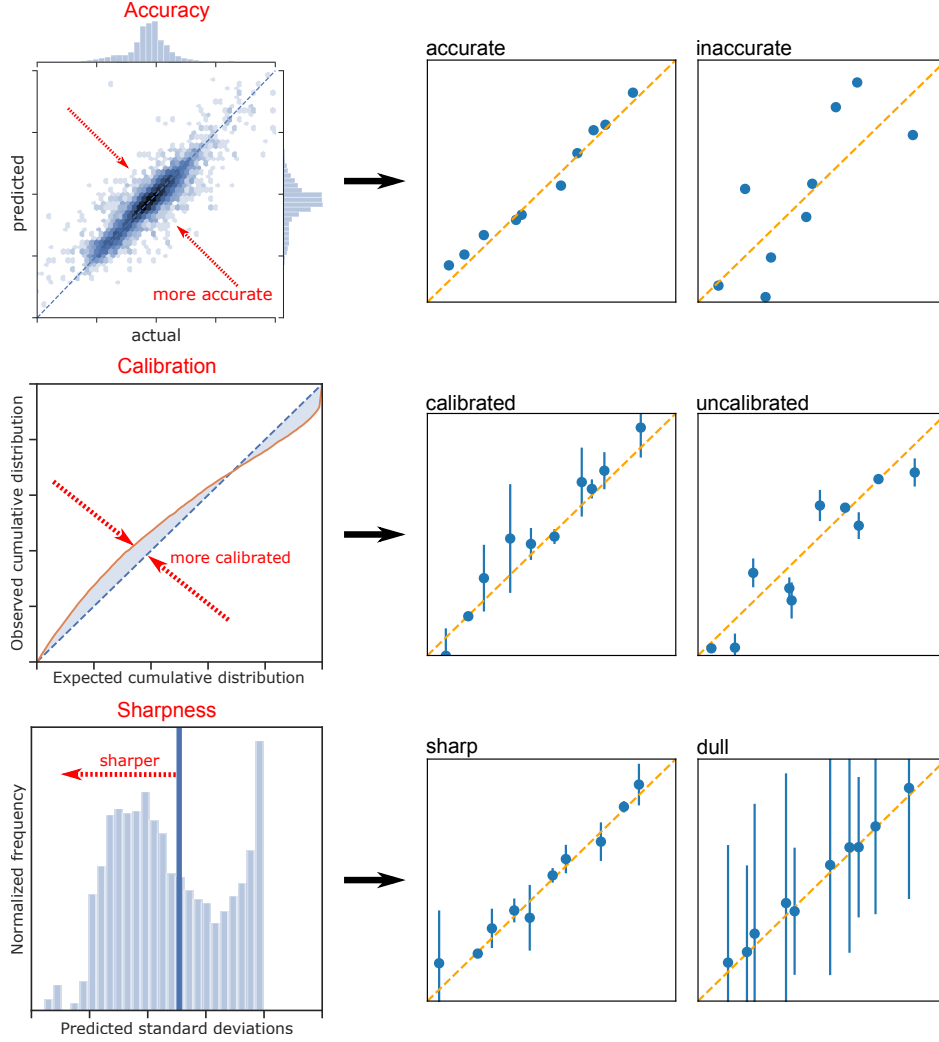 Accuracy
predicted
more accurate
actual
accurate
inaccurate
Calibration
Observed cumulative distribution
more calibrated
Expected cumulative distribution
calibrated
uncalibrated
Sharpness
Normalized frequency
sharper
Predicted standard deviations
sharp
dull